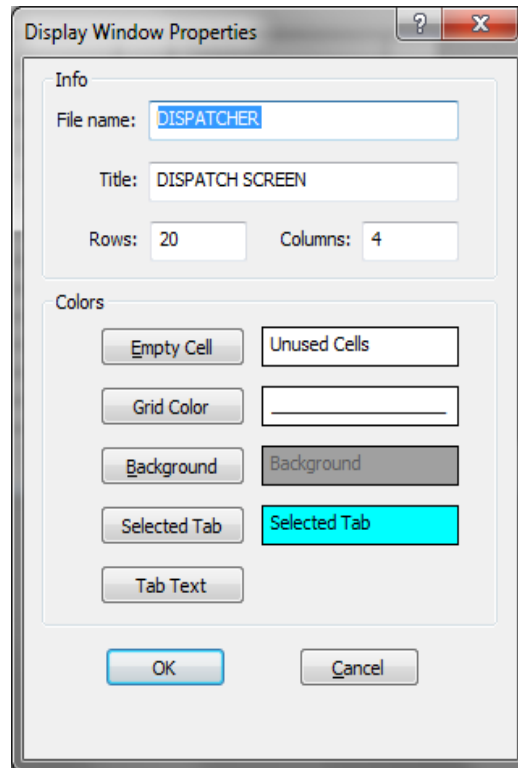 Display Window Properties
?
X
Info
File name: DISPATCHER
Title: DISPATCH SCREEN
Rows: 20 Columns: 4
Colors
Empty Cell Unused Cells
Grid Color
Background Background
Selected Tab Selected Tab
Tab Text
OK Cancel